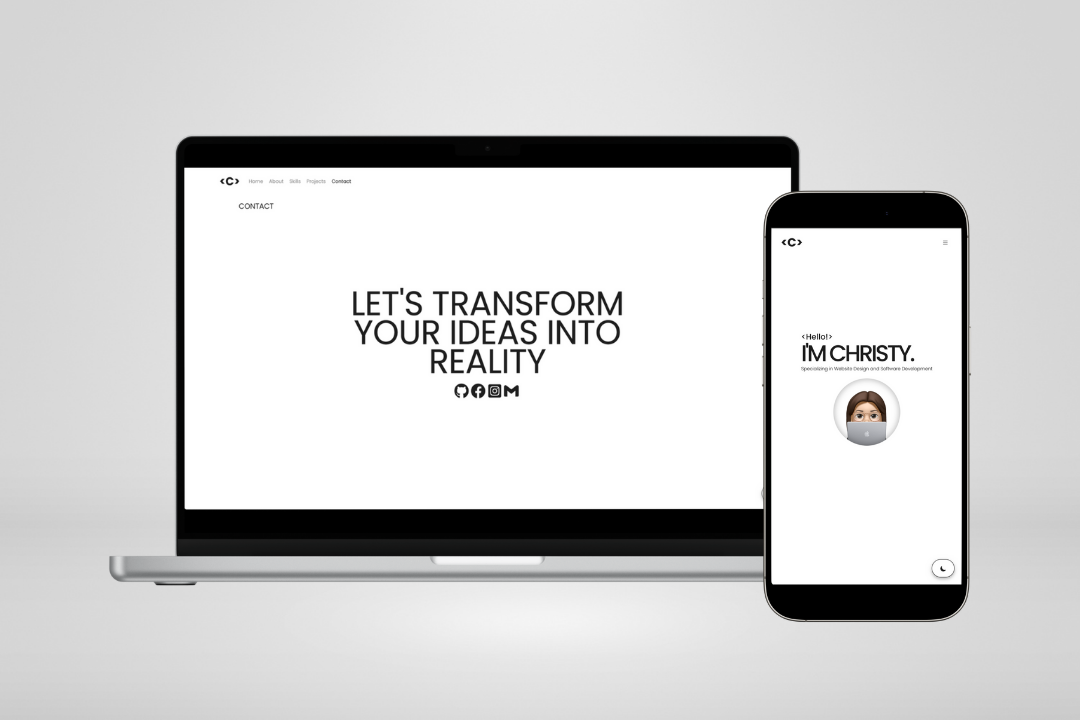 <C> Home About Skills Projects Contact
CONTACT
LET'S TRANSFORM
YOUR IDEAS INTO
REALITY
<C>
<Hello!>
I'M CHRISTY.
Specializing in Website Design and Software Development